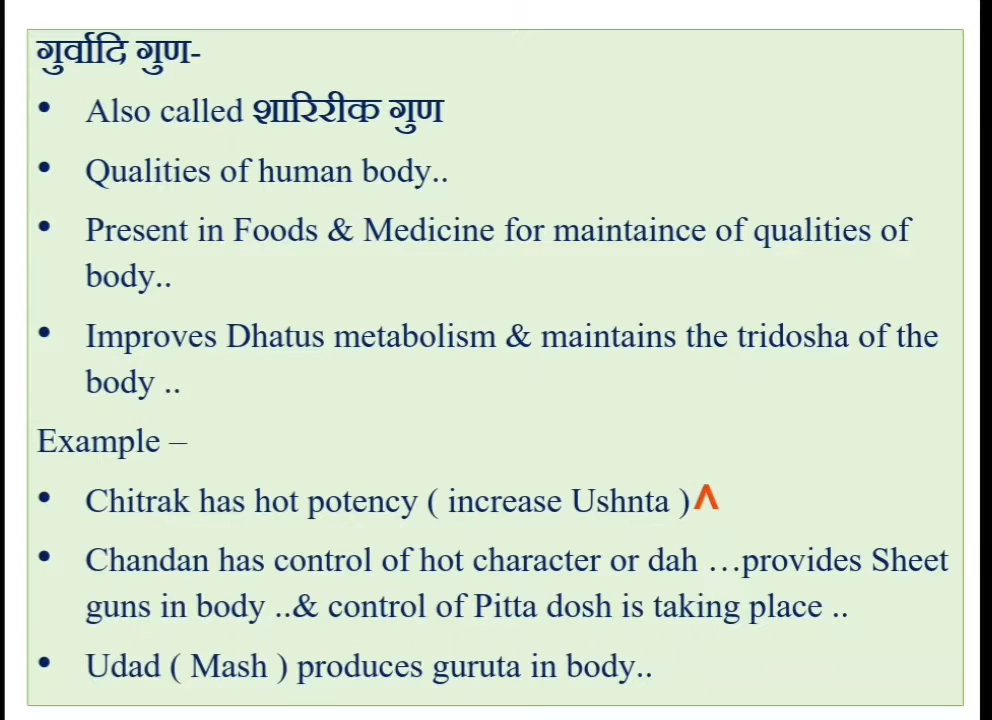 गुर्वादि गुण-
• Also called शारिरीक गुण
• Qualities of human body..
• Present in Foods & Medicine for maintaince of qualities of
body..
• Improves Dhatus metabolism & maintains the tridosha of the
body ..
Example –
• Chitrak has hot potency ( increase Ushnta )^
• Chandan has control of hot character or dah …provides Sheet
guns in body ..& control of Pitta dosh is taking place ..
• Udad ( Mash ) produces guruta in body..